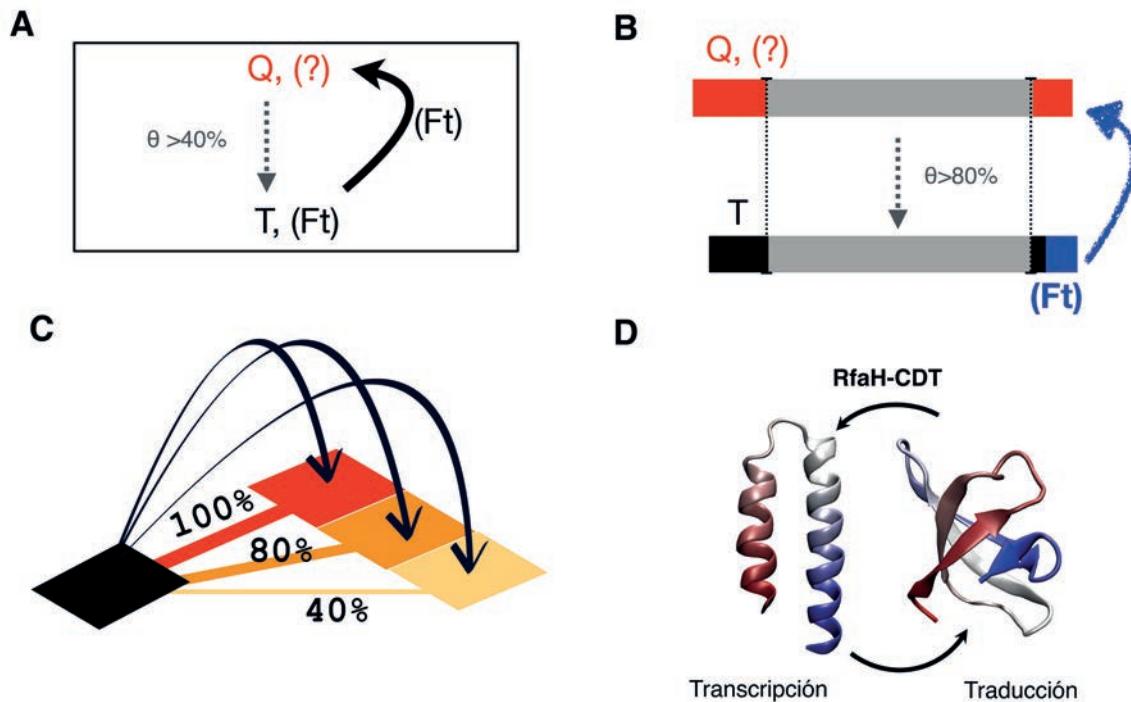 A
Q, (?)
θ >40%
(Ft)
T, (Ft)
B
Q, (?)
θ>80%
T
(Ft)
C
100%
80%
40%
D
RfaH-CDT
Transcripción
Traducción